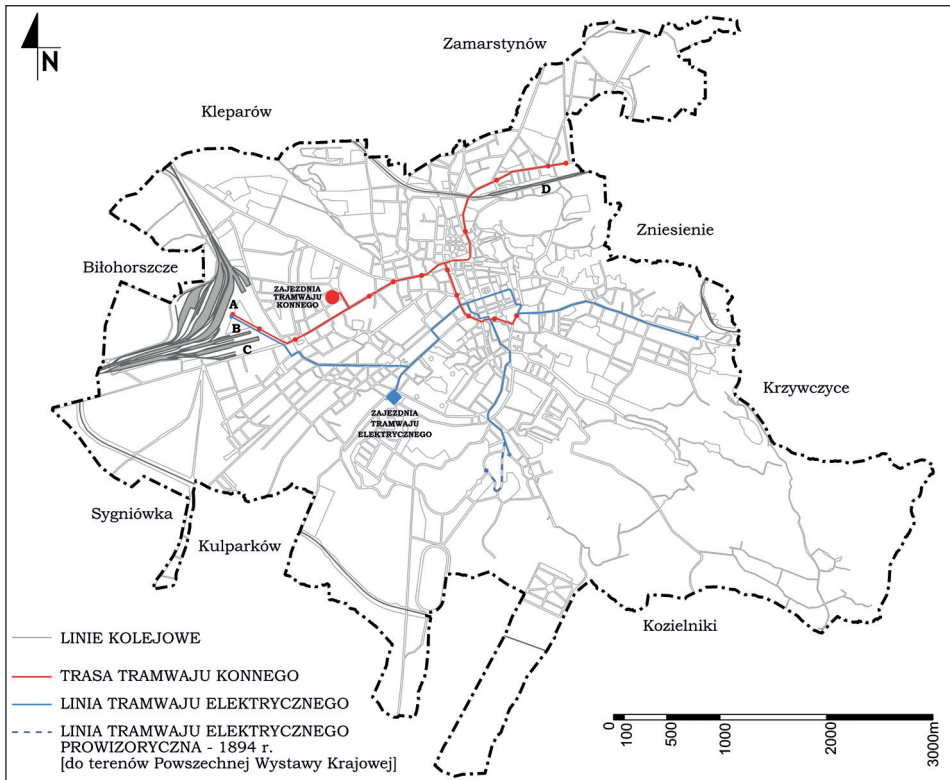 Zamarstynów
N
Kleparów
D
Zniesienie
Biłohorszcze
ZAJEZDNIA
TRAMWAJU
KONNEGO
A
B
C
Krzywczyce
ZAJEZDNIA
TRAMWAJU
ELEKTRYCZNEGO
Sygniówka
Kulparków
Kozielniki
LINIE KOLEJOWE
TRASA TRAMWAJU KONNEGO
LINIA TRAMWAJU ELEKTRYCZNEGO
LINIA TRAMWAJU ELEKTRYCZNEGO
PROWIZORYCZNA - 1894 r.
[do terenów Powszechnej Wystawy Krajowej]
0
100
500
1000
2000
3000m